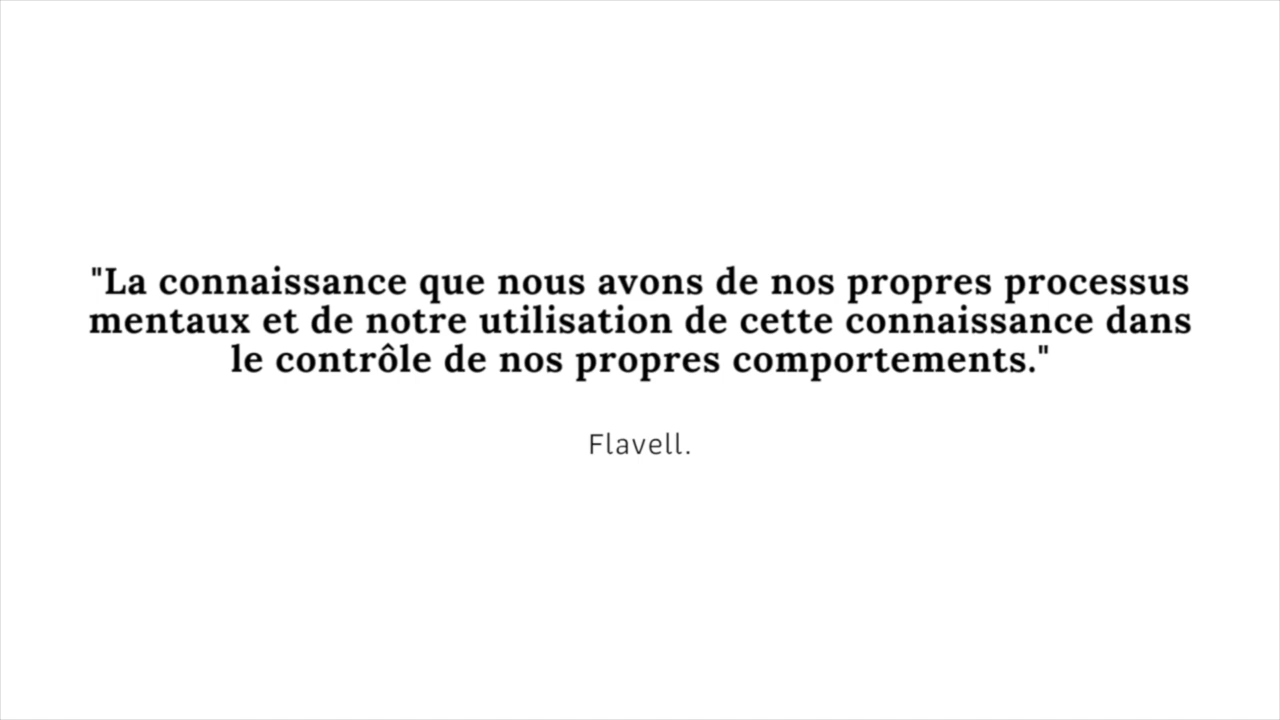 "La connaissance que nous avons de nos propres processus
mentaux et de notre utilisation de cette connaissance dans
le contrôle de nos propres comportements."
Flavell.